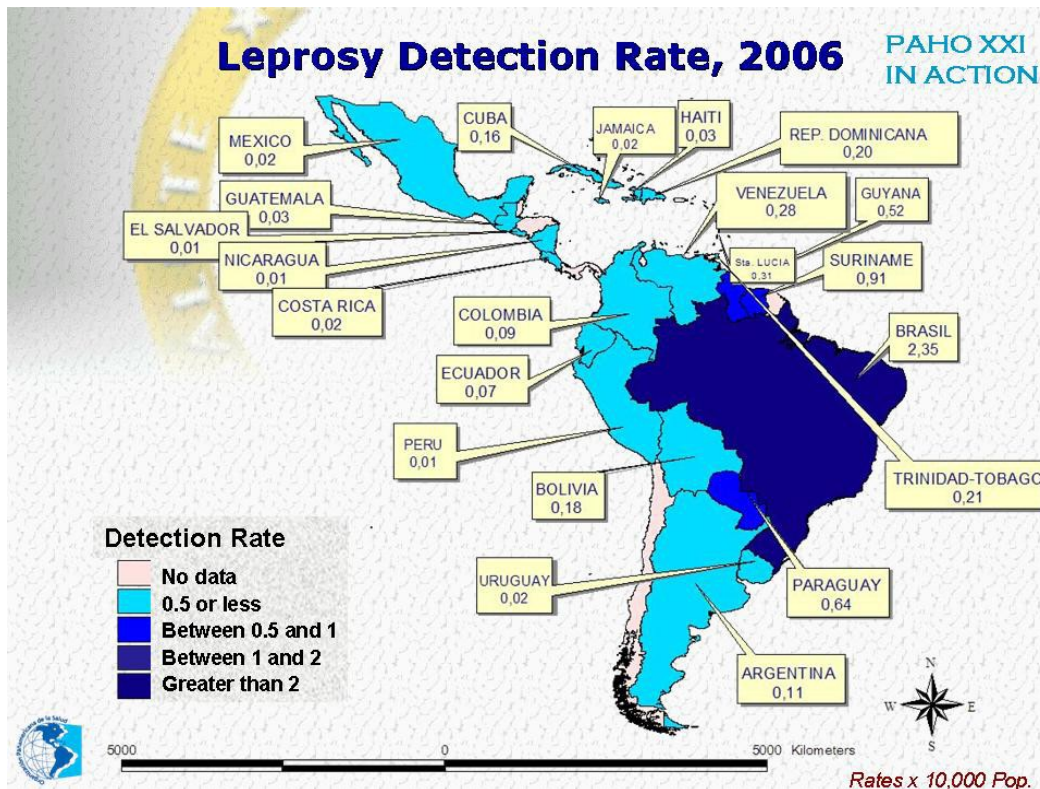 Leprosy Detection Rate, 2006
PAHO XXI
IN ACTION
MEXICO
0,02
CUBA
0,16
JAMAICA
0,02
HAITI
0,03
REP. DOMINICANA
0,20
GUATEMALA
0,03
VENEZUELA
0,28
GUYANA
0,52
EL SALVADOR
0,01
NICARAGUA
0,01
Sta. LUCIA
0,31
SURINAME
0,91
COSTA RICA
0,02
COLOMBIA
0,09
BRASIL
2,35
ECUADOR
0,07
PERU
0,01
TRINIDAD-TOBAGO
0,21
BOLIVIA
0,18
URUGUAY
0,02
PARAGUAY
0,64
ARGENTINA
0,11
Detection Rate
No data
0.5 or less
Between 0.5 and 1
Between 1 and 2
Greater than 2
N
W
E
S
5000
0
5000 Kilometers
Rates x 10,000 Pop.